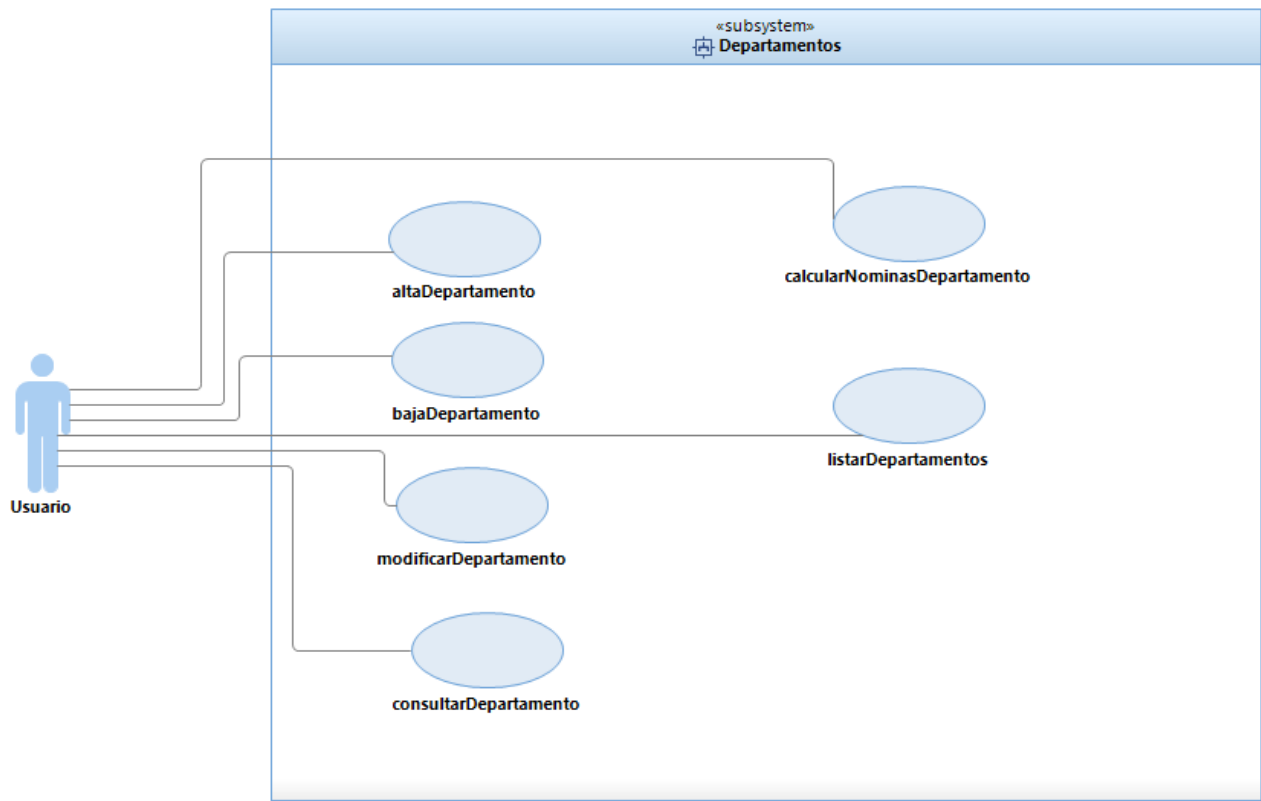 «subsystem»
Departamentos
altaDepartamento
calcularNominasDepartamento
bajaDepartamento
listarDepartamentos
Usuario
modificarDepartamento
consultarDepartamento